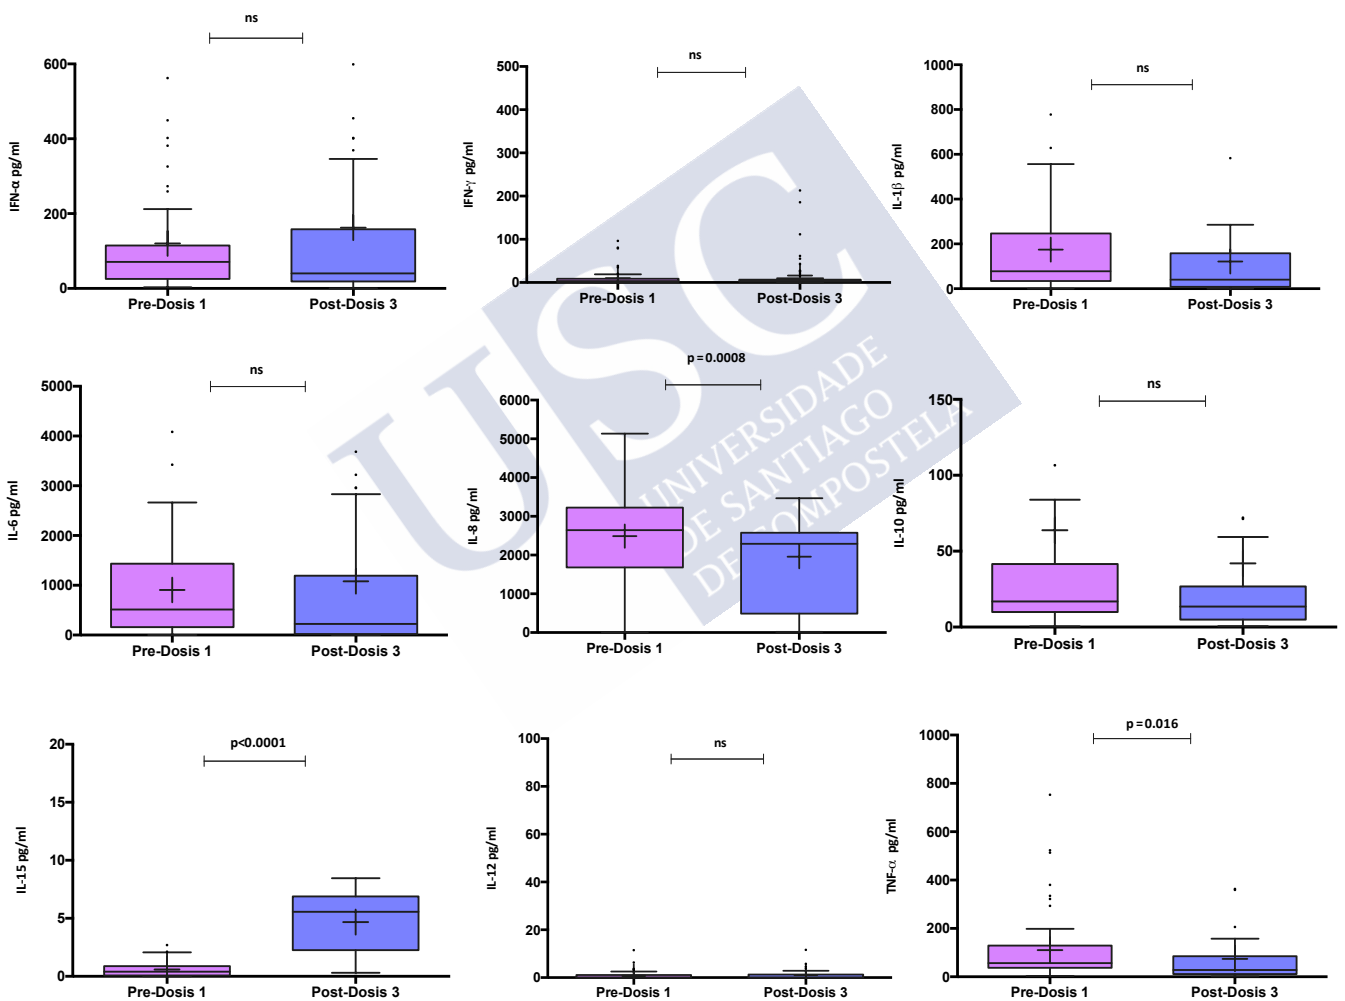 ns
600
400
200
0
IFN-α pg/ml
Pre-Dosis 1
Post-Dosis 3
ns
500
400
300
200
100
0
IFN-γ pg/ml
Pre-Dosis 1
Post-Dosis 3
ns
1000
800
600
400
200
0
IL-1β pg/ml
Pre-Dosis 1
Post-Dosis 3
ns
5000
4000
3000
2000
1000
0
IL-6 pg/ml
Pre-Dosis 1
Post-Dosis 3
p=0.0008
6000
5000
4000
3000
2000
1000
0
IL-8 pg/ml
Pre-Dosis 1
Post-Dosis 3
ns
150
100
50
0
IL-10 pg/ml
Pre-Dosis 1
Post-Dosis 3
p<0.0001
20
15
10
5
0
IL-15 pg/ml
Pre-Dosis 1
Post-Dosis 3
ns
100
80
60
40
20
0
IL-12 pg/ml
Pre-Dosis 1
Post-Dosis 3
p=0.016
1000
800
600
400
200
0
TNF-α pg/ml
Pre-Dosis 1
Post-Dosis 3
USC
UNIVERSIDADE
DE SANTIAGO
DE COMPOSTELA